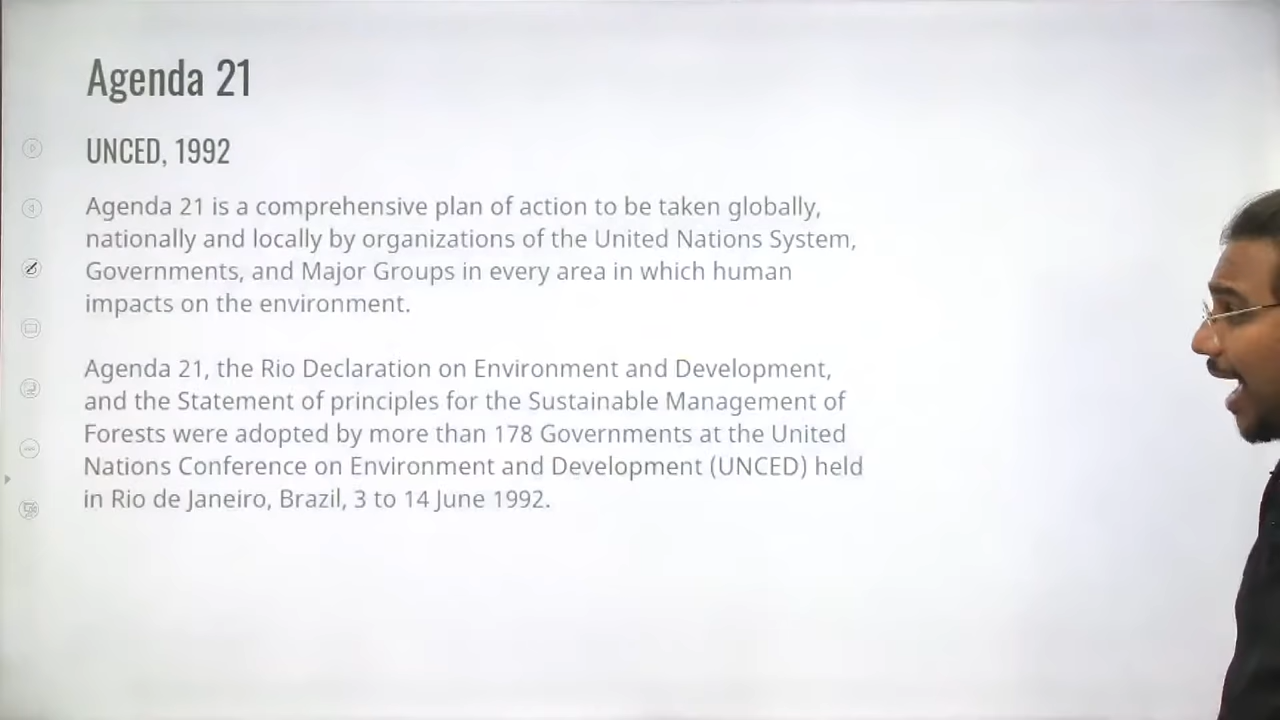 Agenda 21
UNCED, 1992
Agenda 21 is a comprehensive plan of action to be taken globally,
nationally and locally by organizations of the United Nations System,
Governments, and Major Groups in every area in which human
impacts on the environment.
Agenda 21, the Rio Declaration on Environment and Development,
and the Statement of principles for the Sustainable Management of
Forests were adopted by more than 178 Governments at the United
Nations Conference on Environment and Development (UNCED) held
in Rio de Janeiro, Brazil, 3 to 14 June 1992.